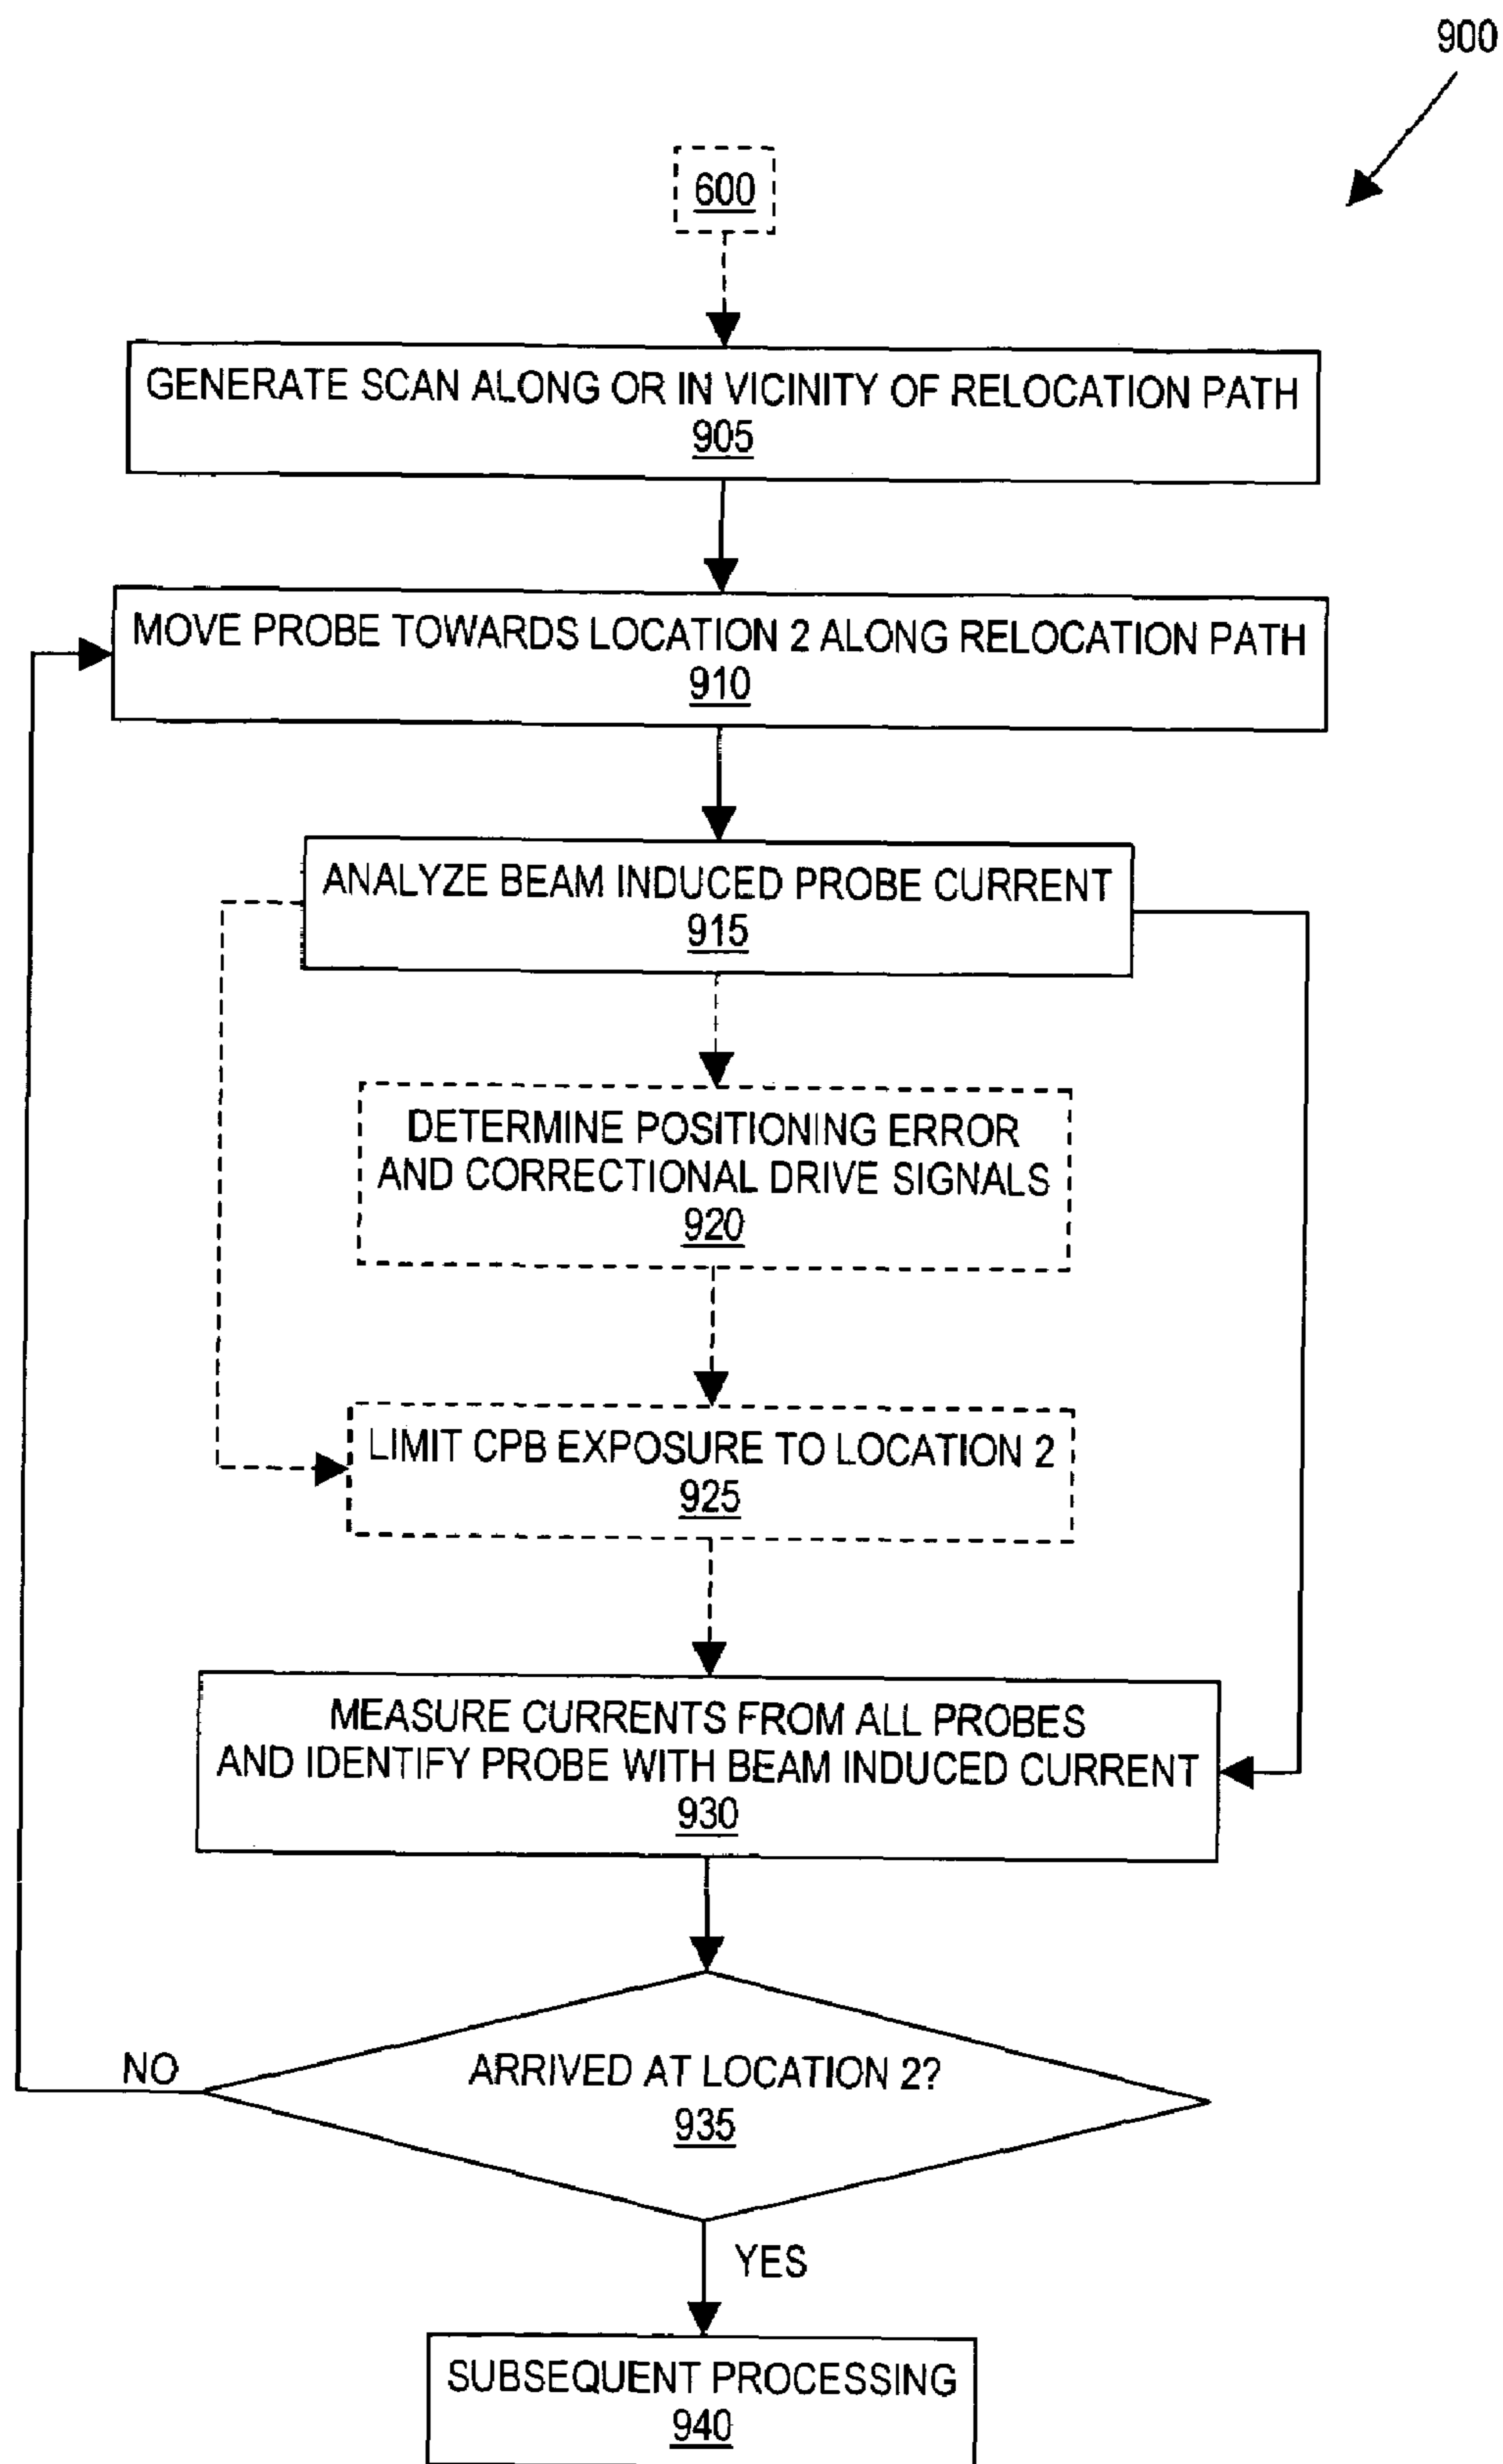 900
600
GENERATE SCAN ALONG OR IN VICINITY OF RELOCATION PATH
905
MOVE PROBE TOWARDS LOCATION 2 ALONG RELOCATION PATH
910
ANALYZE BEAM INDUCED PROBE CURRENT
915
DETERMINE POSITIONING ERROR
AND CORRECTIONAL DRIVE SIGNALS
920
LIMIT CPB EXPOSURE TO LOCATION 2
925
MEASURE CURRENTS FROM ALL PROBES
AND IDENTIFY PROBE WITH BEAM INDUCED CURRENT
930
NO
ARRIVED AT LOCATION 2?
935
YES
SUBSEQUENT PROCESSING
940